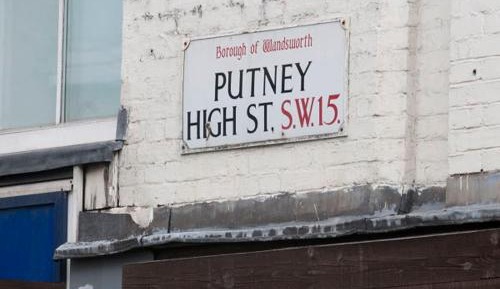 Borough of Wandsworth
PUTNEY
HIGH ST. S.W.15.